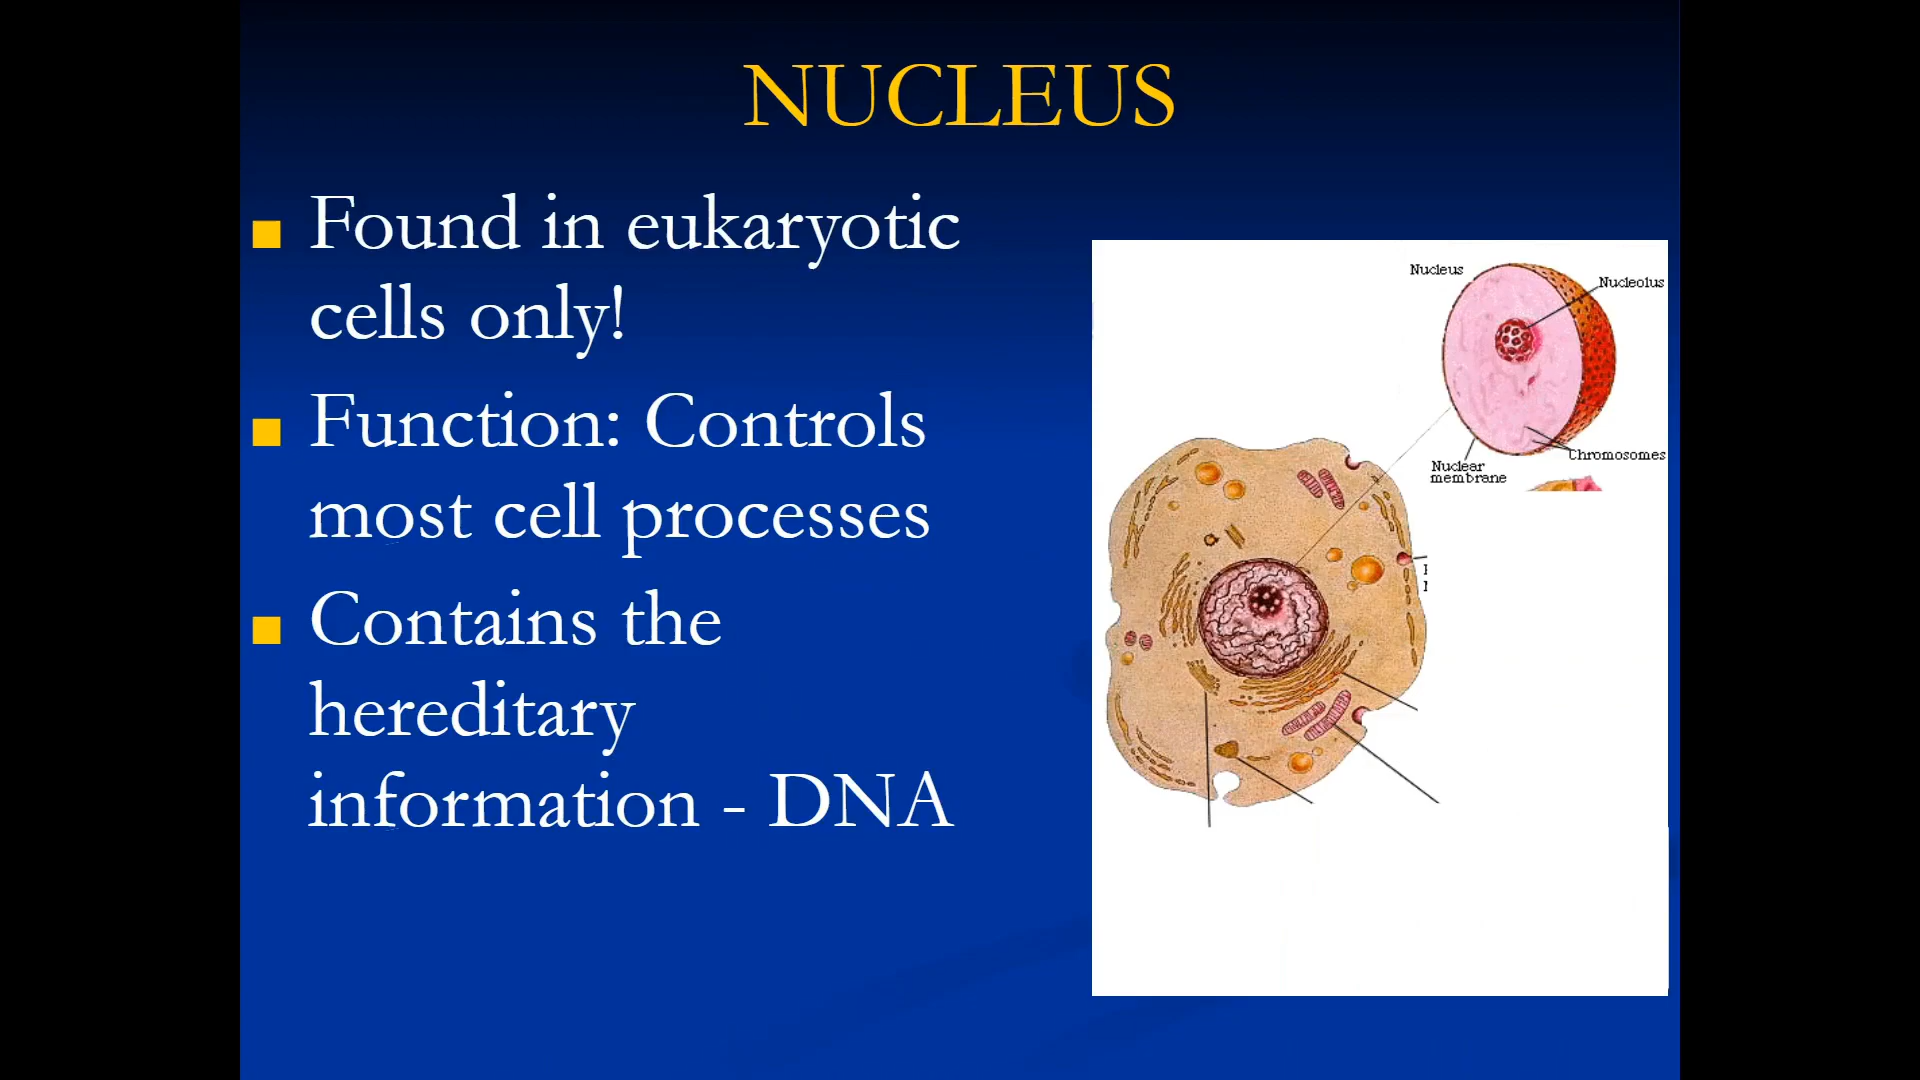 NUCLEUS
Found in eukaryotic
cells only!
Function: Controls
most cell processes
Contains the
hereditary
information - DNA
Nucleus
Nucleolus
Chromosomes
Nuclear
membrane